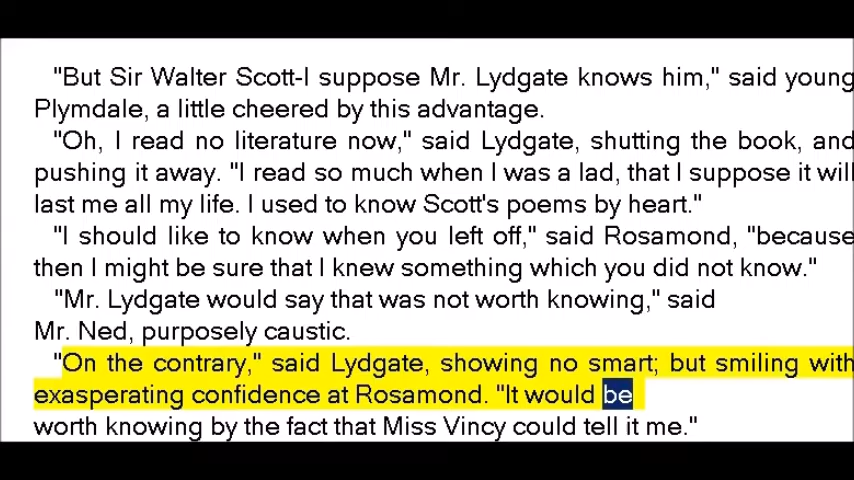 "But Sir Walter Scott-I suppose Mr. Lydgate knows him," said young
Plymdale, a little cheered by this advantage.
"Oh, I read no literature now," said Lydgate, shutting the book, and
pushing it away. "I read so much when I was a lad, that I suppose it will
last me all my life. I used to know Scott's poems by heart."
"I should like to know when you left off," said Rosamond, "because
then I might be sure that I knew something which you did not know."
"Mr. Lydgate would say that was not worth knowing," said
Mr. Ned, purposely caustic.
"On the contrary," said Lydgate, showing no smart; but smiling with
exasperating confidence at Rosamond. "It would be
worth knowing by the fact that Miss Vincy could tell it me."